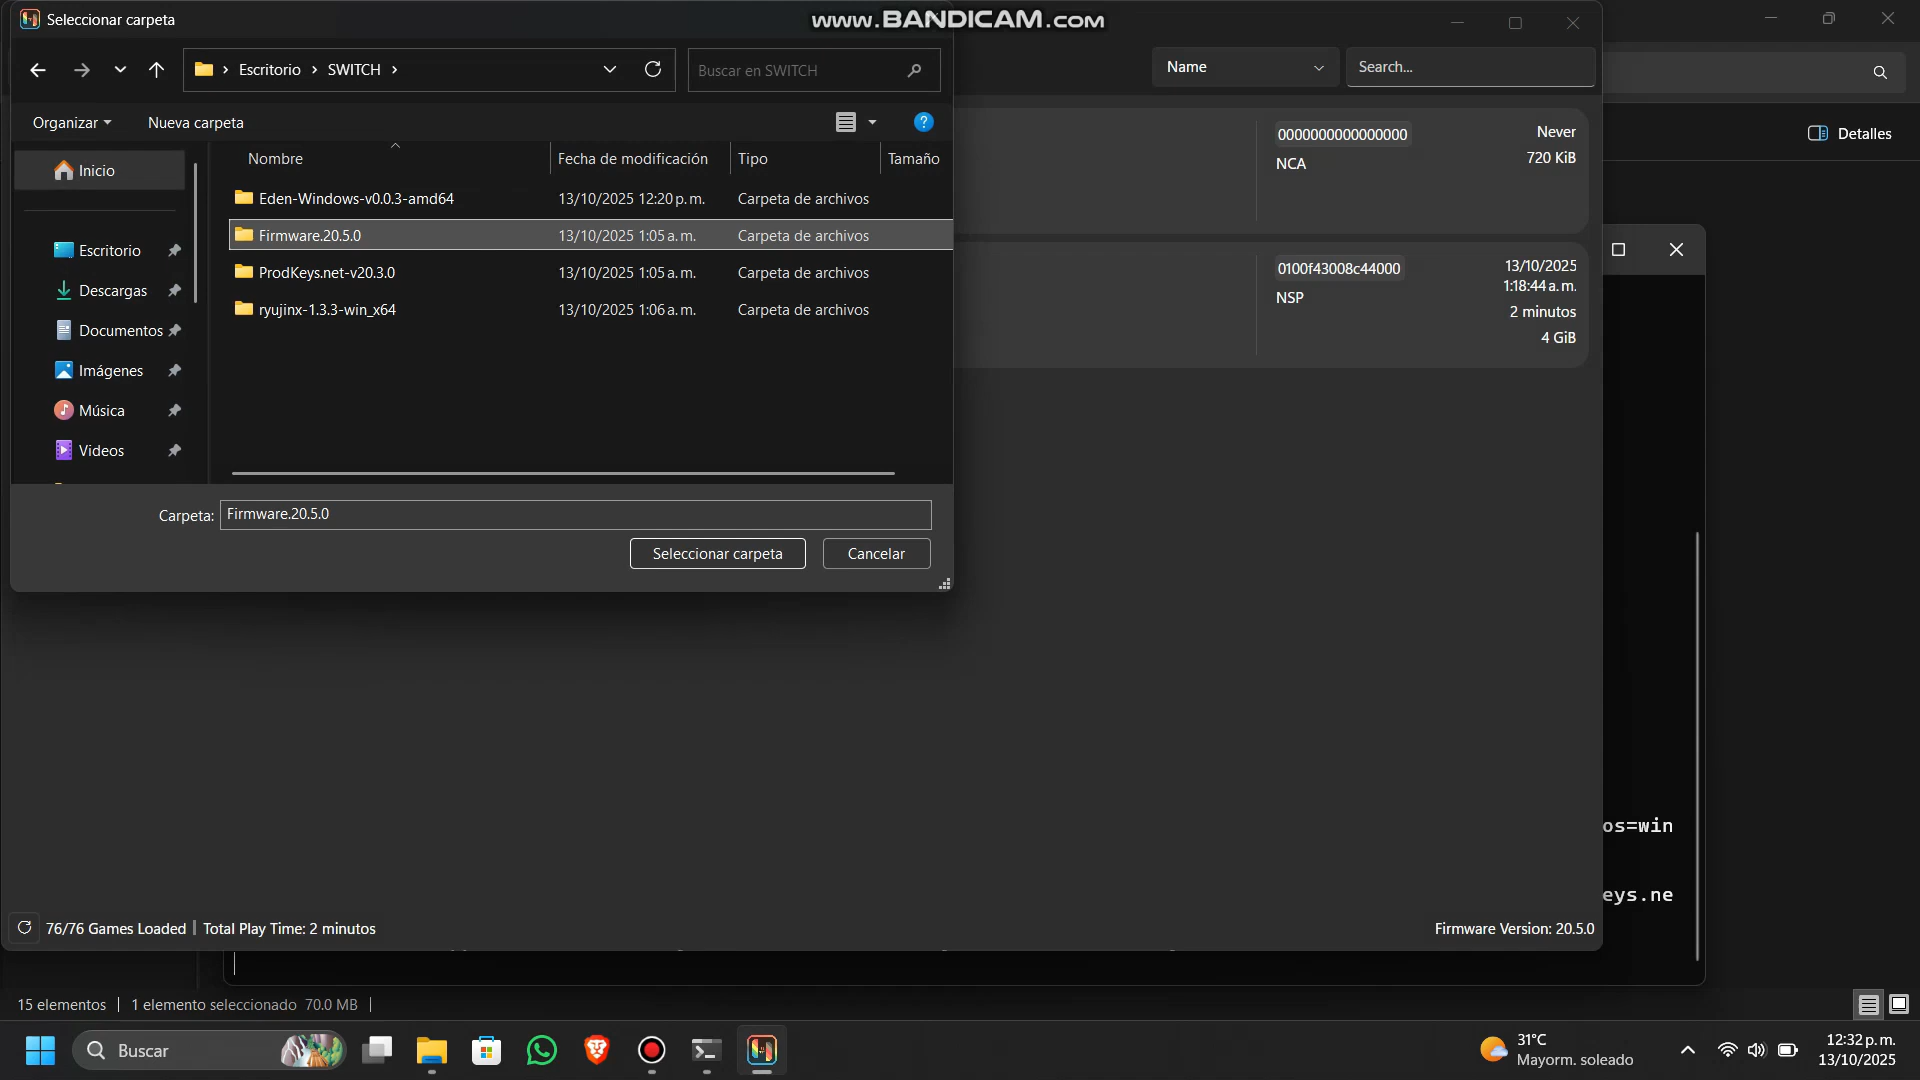 Seleccionar carpeta
www.BANDICAM.com
Escritorio > SWITCH >
Buscar en SWITCH
Name
Search...
Organizar
Nueva carpeta
Detalles
Nombre
Fecha de modificación
Tipo
Tamaño
Inicio
Escritorio
Descargas
Documentos
Imágenes
Música
Videos
Eden-Windows-v0.0.3-amd64 13/10/2025 12:20 p. m. Carpeta de archivos
Firmware.20.5.0 13/10/2025 1:05 a. m. Carpeta de archivos
ProdKeys.net-v20.3.0 13/10/2025 1:05 a. m. Carpeta de archivos
ryujinx-1.3.3-win_x64 13/10/2025 1:06 a. m. Carpeta de archivos
0000000000000000
NCA
Never
720 KiB
0100f43008c44000
NSP
13/10/2025
1:18:44 a. m.
2 minutos
4 GiB
Carpeta: Firmware.20.5.0
Seleccionar carpeta
Cancelar
os=win
eys.ne
76/76 Games Loaded | Total Play Time: 2 minutos
Firmware Version: 20.5.0
15 elementos | 1 elemento seleccionado 70.0 MB |
Buscar
31°C
Mayorm. soleado
12:32 p. m.
13/10/2025